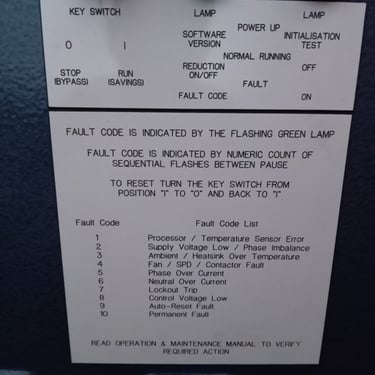 KEY SWITCH LAMP LAMP
POWER UP
SOFTWARE VERSION INITIALISATION TEST
O I
NORMAL RUNNING
REDUCTION ON/OFF OFF
STOP (BYPASS) RUN (SAVINGS)
FAULT
FAULT CODE ON
FAULT CODE IS INDICATED BY THE FLASHING GREEN LAMP
FAULT CODE IS INDICATED BY NUMERIC COUNT OF
SEQUENTIAL FLASHES BETWEEN PAUSE
TO RESET TURN THE KEY SWITCH FROM
POSITION "I" TO "O" AND BACK TO "I"
Fault Code Fault Code List
1 Processor / Temperature Sensor Error
2 Supply Voltage Low / Phase Imbalance
3 Ambient / Heatsink Over Temperature
4 Fan / SPD / Contactor Fault
5 Phase Over Current
6 Neutral Over Current
7 Lockout Trip
8 Control Voltage Low
9 Auto-Reset Fault
10 Permanent Fault
READ OPERATION & MAINTENANCE MANUAL TO VERIFY
REQUIRED ACTION